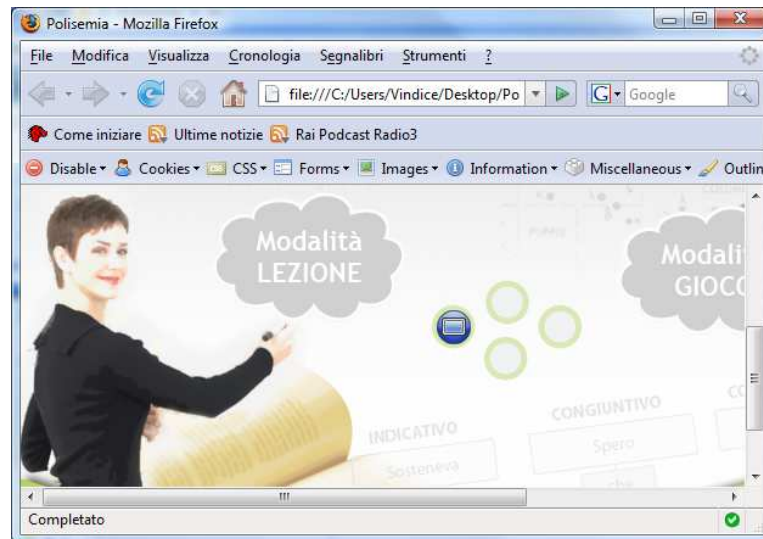 Polisemia - Mozilla Firefox
File Modifica Visualizza Cronologia Segnalibri Strumenti ?
file:///C:/Users/Vindice/Desktop/Po G Google
Come iniziare Ultime notizie Rai Podcast Radio3
Disable Cookies CSS Forms Images Information Miscellaneous Outlin
Modalità
LEZIONE
Modali
GIOCO
INDICATIVO
Sosteneva
CONGIUNTIVO
Spero
che
CO
Completato